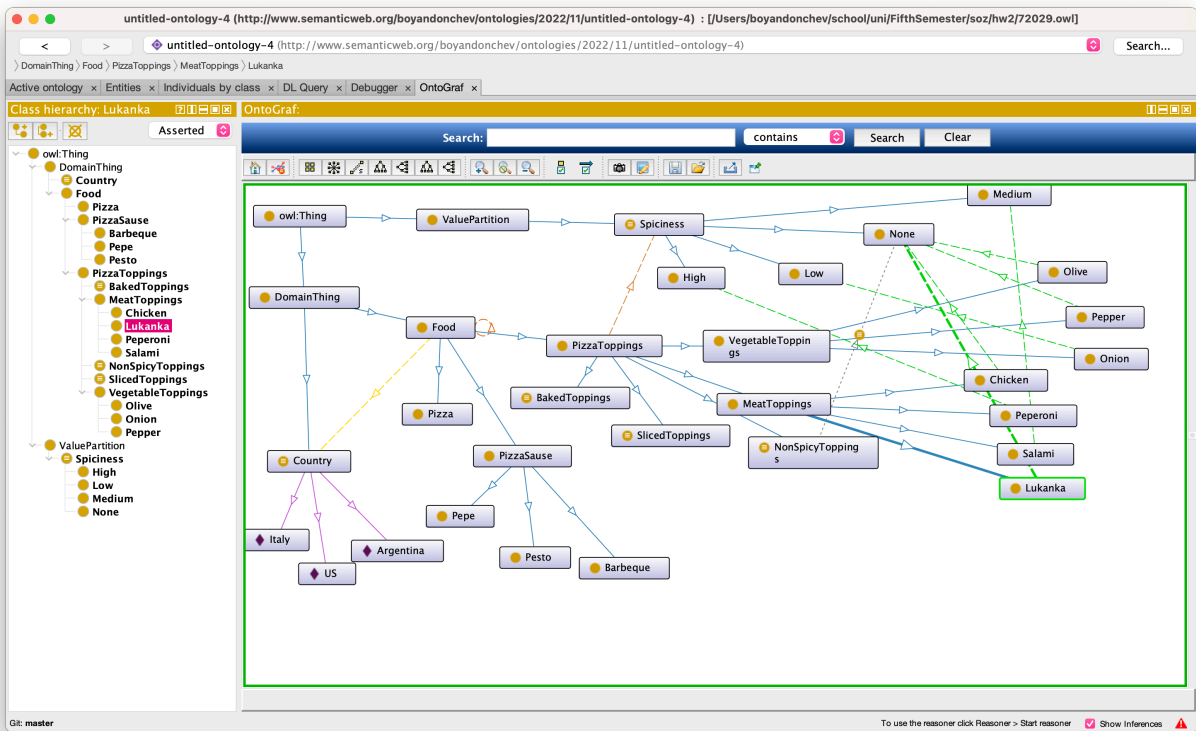 untitled-ontology-4 (http://www.semanticweb.org/boyandonchev/ontologies/2022/11/untitled-ontology-4) : [/Users/boyandonchev/school/uni/FifthSemester/soz/hw2/72029.owl]
< > untitled-ontology-4 (http://www.semanticweb.org/boyandonchev/ontologies/2022/11/untitled-ontology-4) Search...
〉DomainThing 〉Food 〉PizzaToppings 〉MeatToppings 〉Lukanka
Active ontology × Entities × Individuals by class × DL Query × Debugger × OntoGraf ×
Class hierarchy: Lukanka
Asserted
owl:Thing
DomainThing
Country
Food
Pizza
PizzaSause
Barbeque
Pepe
Pesto
PizzaToppings
BakedToppings
MeatToppings
Chicken
Lukanka
Peperoni
Salami
NonSpicyToppings
SlicedToppings
VegetableToppings
Olive
Onion
Pepper
ValuePartition
Spiciness
High
Low
Medium
None
OntoGraf:
Search: contains Search Clear
Medium
owl:Thing
ValuePartition
Spiciness
None
High
Low
Olive
DomainThing
Food
Pepper
PizzaToppings
VegetableToppin
gs
Onion
Chicken
BakedToppings
MeatToppings
Pizza
Peperoni
SlicedToppings
NonSpicyTopping
s
Salami
Country
PizzaSause
Lukanka
Pepe
Italy
Argentina
Pesto
US
Barbeque
Git: master
To use the reasoner click Reasoner > Start reasoner Show Inferences